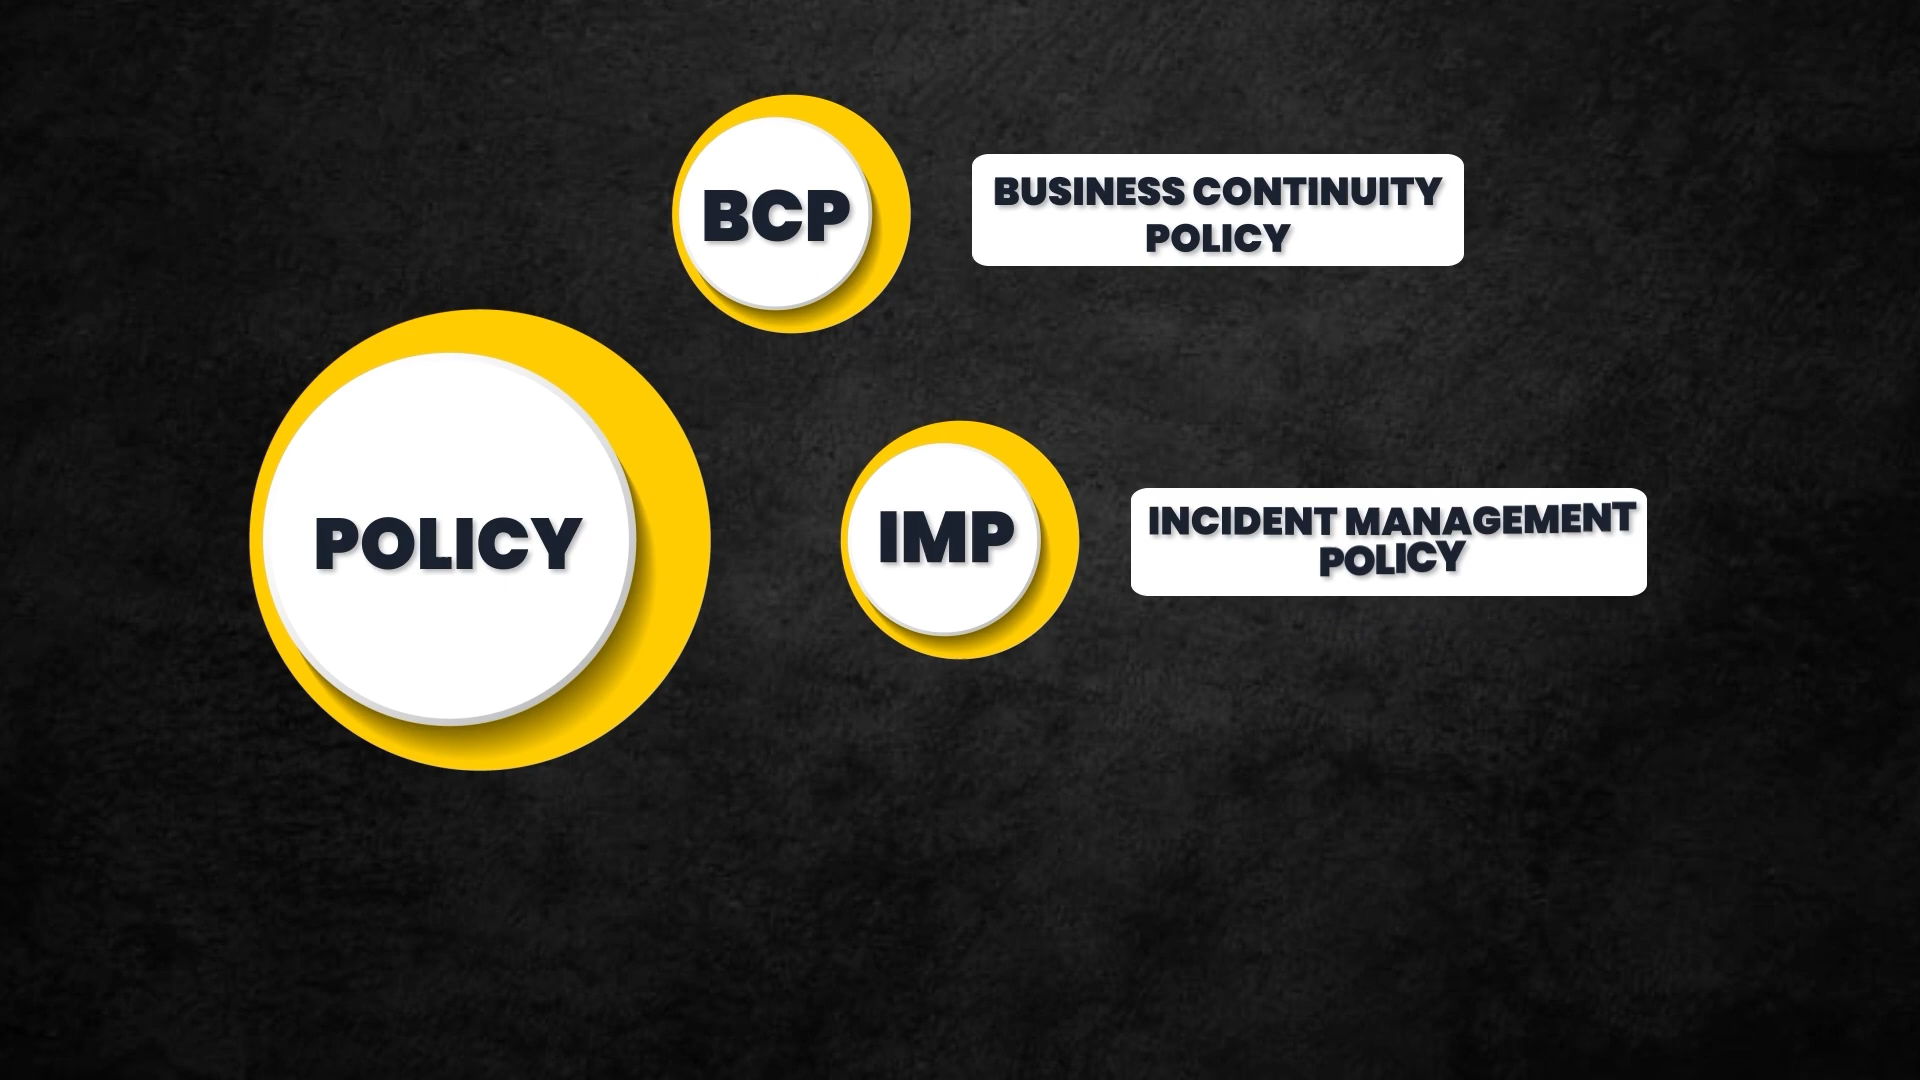 BCP
BUSINESS CONTINUITY
POLICY
POLICY
IMP
INCIDENT MANAGEMENT
POLICY